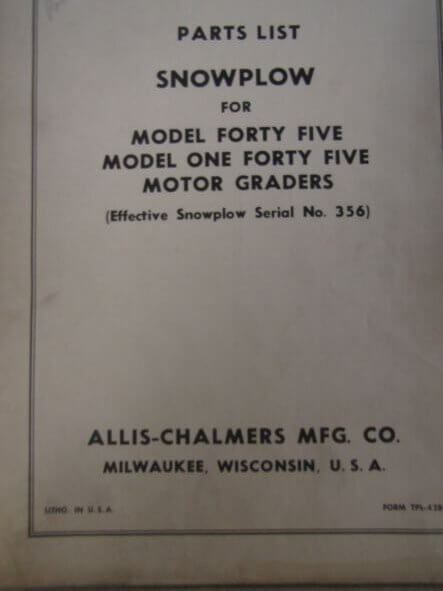 PARTS LIST
SNOWPLOW
FOR
MODEL FORTY FIVE
MODEL ONE FORTY FIVE
MOTOR GRADERS
(Effective Snowplow Serial No. 356)
ALLIS-CHALMERS MFG. CO.
MILWAUKEE, WISCONSIN, U. S. A.
LITHO. IN U. S. A.
FORM